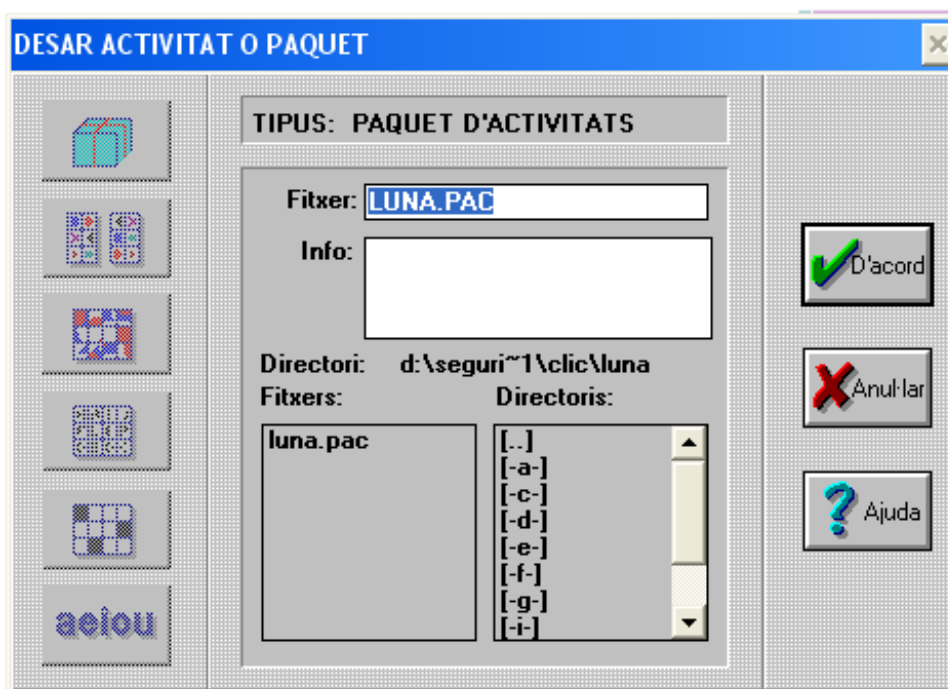 DESAR ACTIVITAT O PAQUET
TIPUS: PAQUET D'ACTIVITATS
Fitxer: LUNA.PAC
Info:
Directori: d:\seguri~1\clic\luna
Fitxers: Directoris:
luna.pac
[..]
[-a-]
[-c-]
[-d-]
[-e-]
[-f-]
[-g-]
[-i-]
aeiou
D'acord
Anul·lar
Ajuda